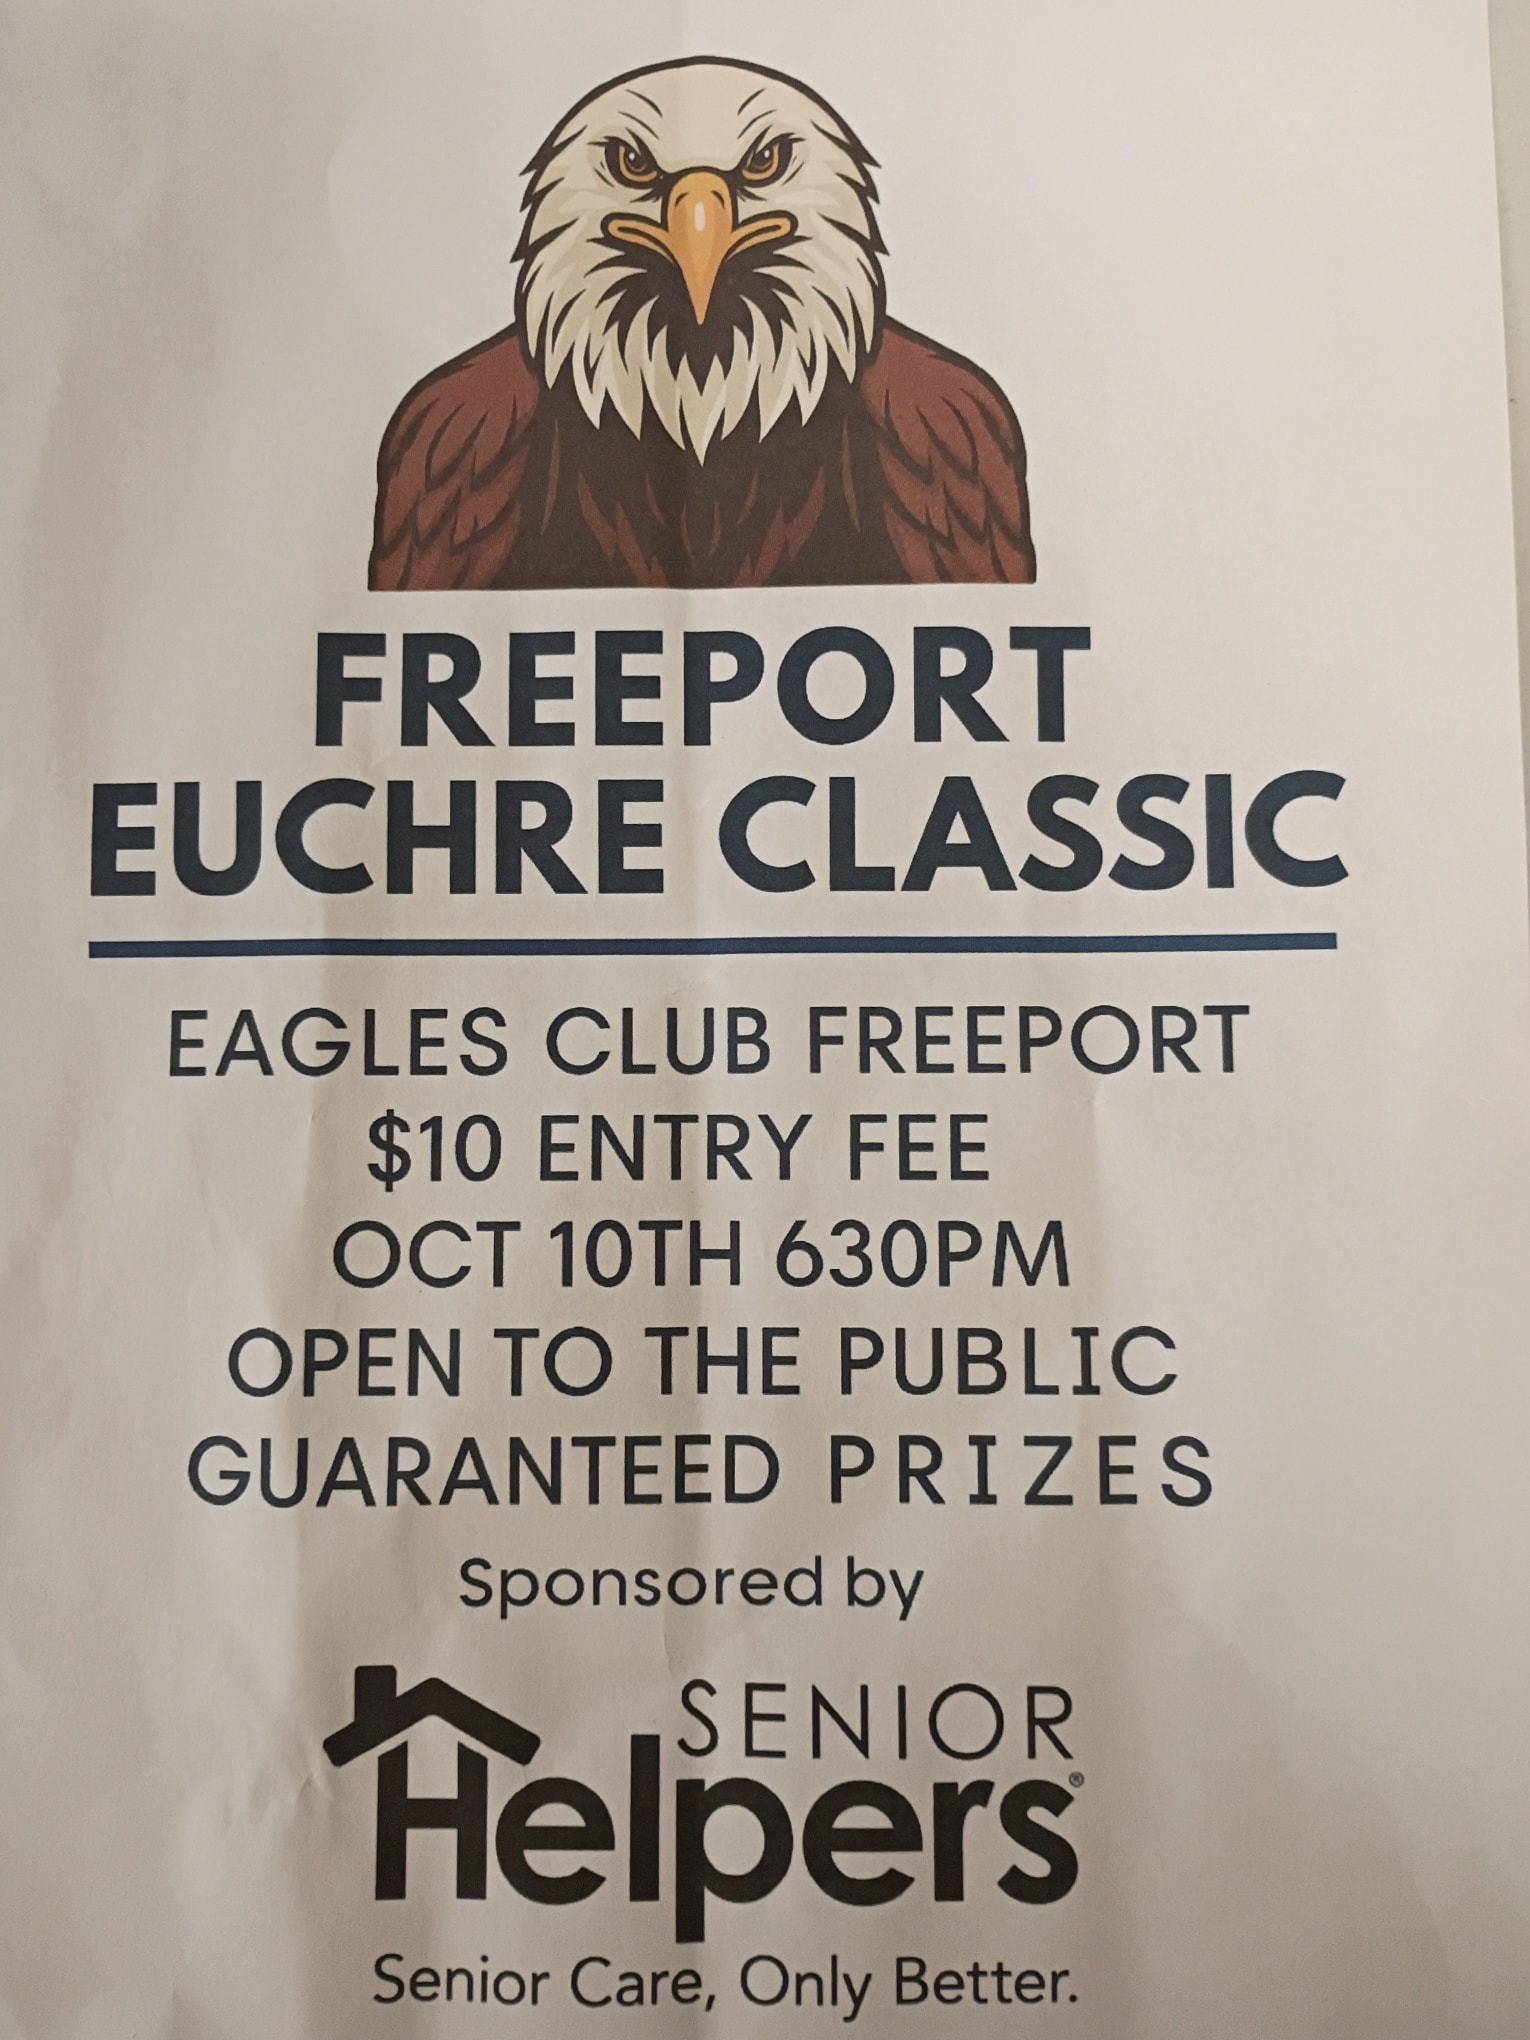 FREEPORT
EUCHRE CLASSIC
EAGLES CLUB FREEPORT
$10 ENTRY FEE
OCT 10TH 630PM
OPEN TO THE PUBLIC
GUARANTEED PRIZES
Sponsored by
SENIOR
Helpers®
Senior Care, Only Better.